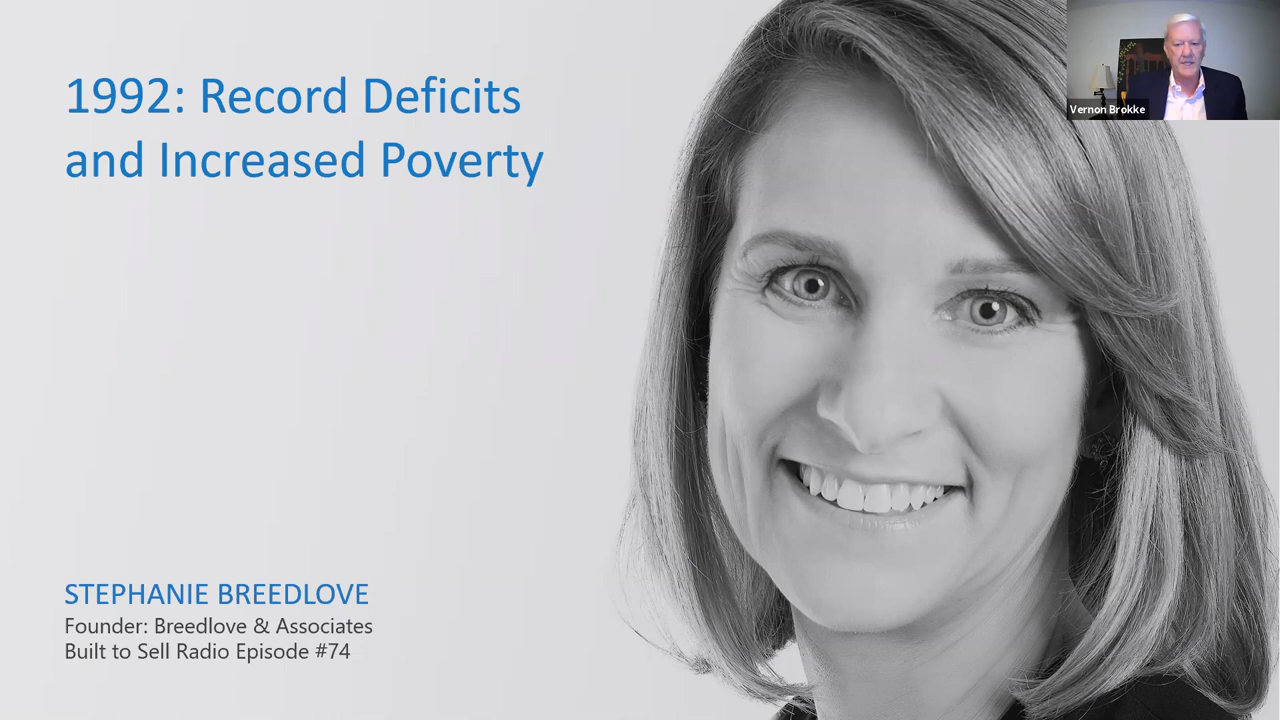 1992: Record Deficits
and Increased Poverty
Vernon Brokke
STEPHANIE BREEDLOVE
Founder: Breedlove & Associates
Built to Sell Radio Episode #74